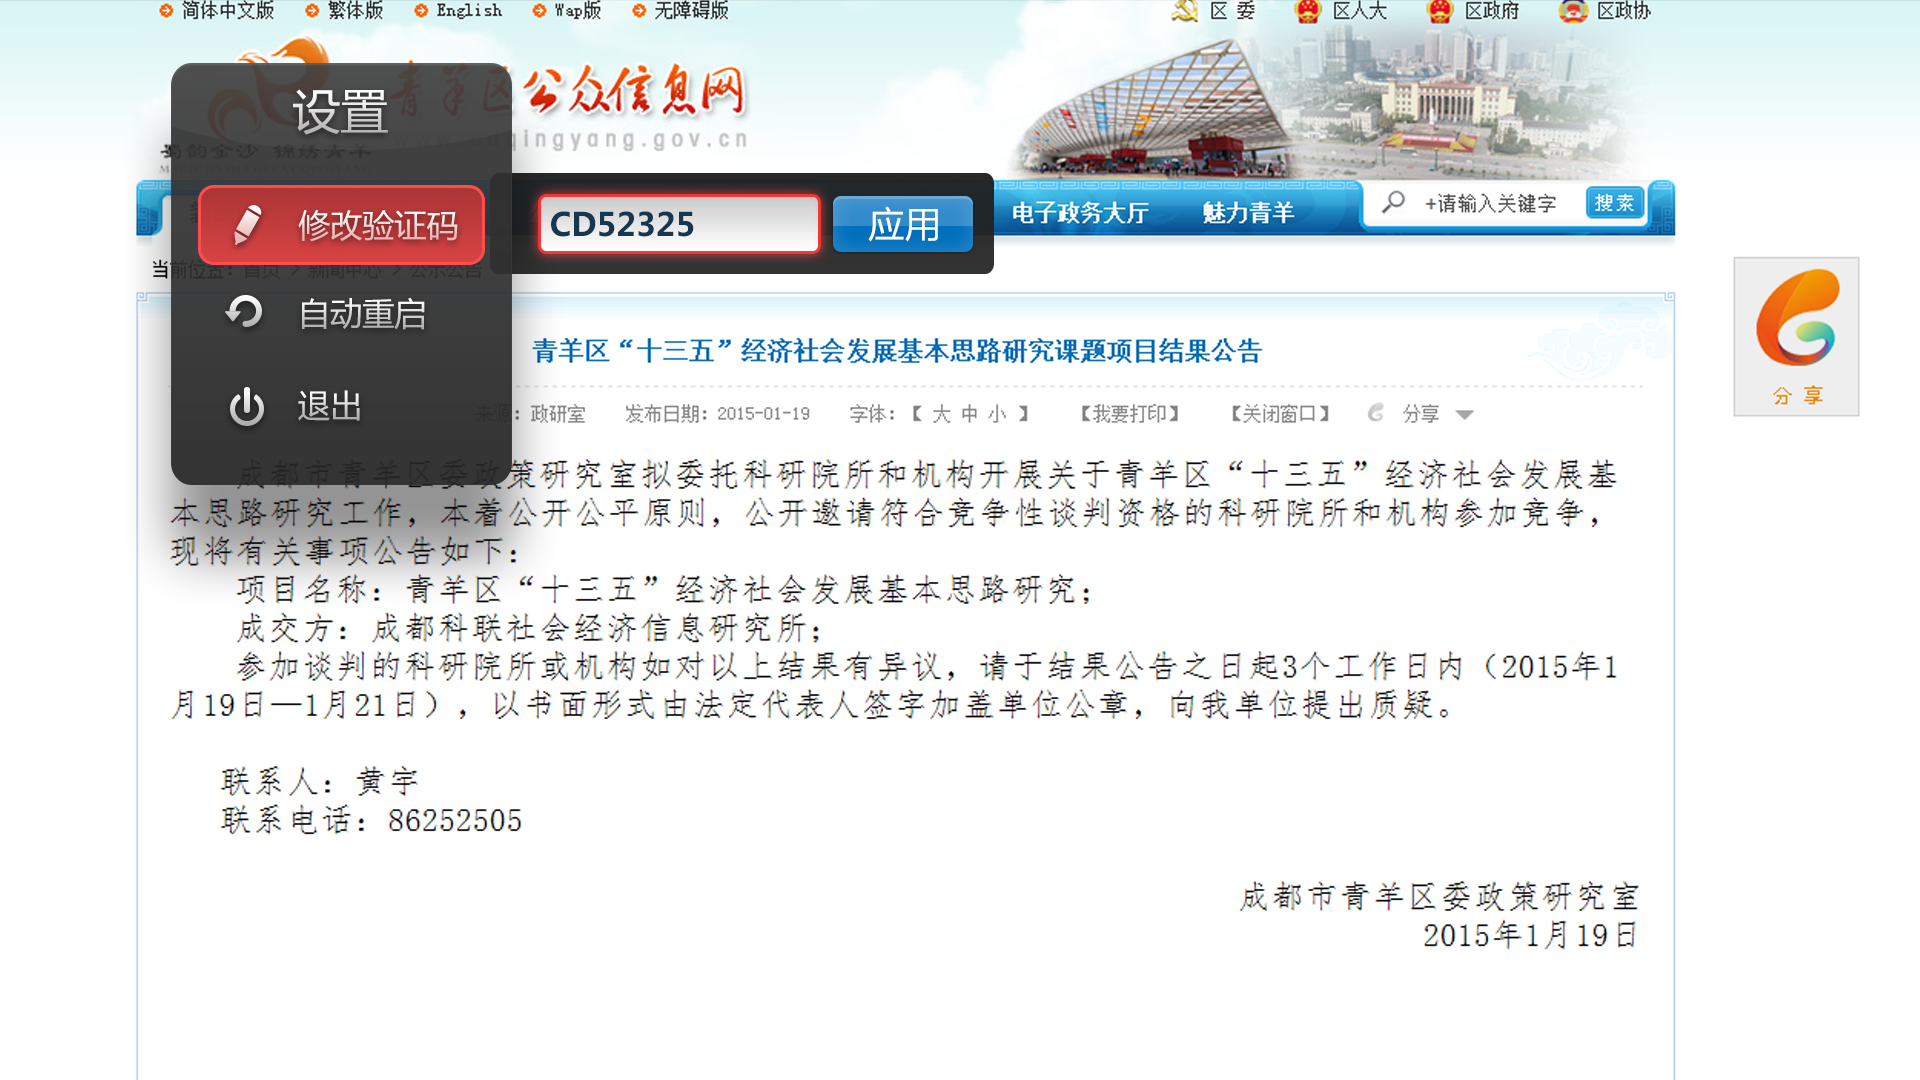 简体中文版 繁体版 English Wap版 无障碍版 区 委 区人大 区政府 区政协
青羊区公众信息网
设置
蜀韵金沙 锦绣青羊
修改验证码 CD52325 应用 电子政务大厅 魅力青羊 +请输入关键字 搜索
当前位置：首页 > 新闻中心 > 公示公告
自动重启
青羊区“十三五”经济社会发展基本思路研究课题项目结果公告
退出
分 享
来源：政研室 发布日期：2015-01-19 字体：【 大 中 小 】 【我要打印】 【关闭窗口】 分享
成都市青羊区委政策研究室拟委托科研院所和机构开展关于青羊区“十三五”经济社会发展基
本思路研究工作，本着公开公平原则，公开邀请符合竞争性谈判资格的科研院所和机构参加竞争，
现将有关事项公告如下：
项目名称：青羊区“十三五”经济社会发展基本思路研究；
成交方：成都科联社会经济信息研究所；
参加谈判的科研院所或机构如对以上结果有异议，请于结果公告之日起3个工作日内（2015年1
月19日—1月21日），以书面形式由法定代表人签字加盖单位公章，向我单位提出质疑。
联系人：黄宇
联系电话：86252505
成都市青羊区委政策研究室
2015年1月19日